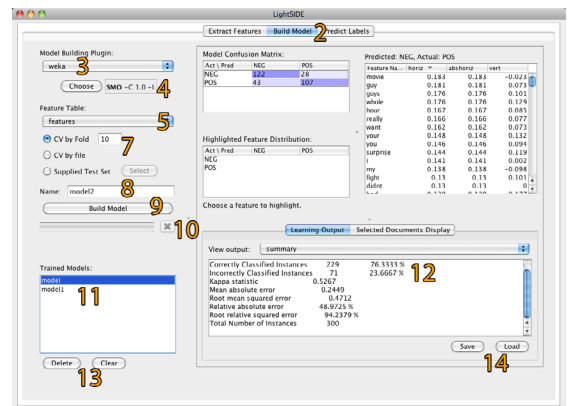 LightSIDE
Extract Features Build Model Predict Labels
2
Model Building Plugin:
weka
3
Choose SMO -C 1.0 -L
4
Feature Table:
features
5
CV by Fold 10
7
CV by file
Supplied Test Set Select
8
Name: model2
Build Model
9
10
Trained Models:
model
model1
11
Delete Clear
13
Model Confusion Matrix:
Act \ Pred NEG POS
NEG 122 28
POS 43 107
Highlighted Feature Distribution:
Act \ Pred NEG POS
NEG
POS
Choose a feature to highlight.
Predicted: NEG, Actual: POS
Feature Na... horiz abshoriz vert
movie 0.183 0.183 -0.023
guy 0.181 0.181 0.073
guys 0.176 0.176 0.101
whole 0.176 0.176 0.129
hour 0.167 0.167 0.085
really 0.166 0.166 0.077
want 0.162 0.162 0.073
your 0.148 0.148 0.132
you 0.146 0.146 0.094
surprise 0.144 0.144 0.119
i 0.141 0.141 0.002
my 0.138 0.138 -0.098
fight 0.13 0.13 0.101
didnt 0.13 0.13 0
Learning Output Selected Documents Display
View output: summary
Correctly Classified Instances 229 76.3333 %
Incorrectly Classified Instances 71 23.6667 %
12
Kappa statistic 0.5267
Mean absolute error 0.2449
Root mean squared error 0.4712
Relative absolute error 48.9725 %
Root relative squared error 94.2379 %
Total Number of Instances 300
Save Load
14